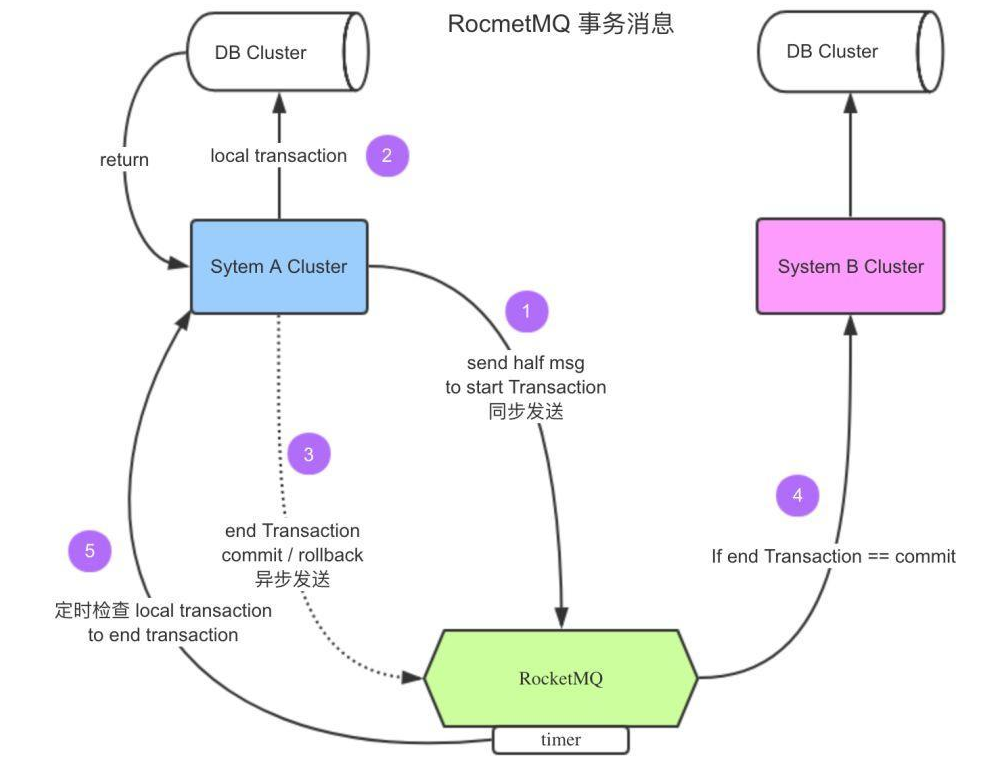 RocmetMQ 事务消息
DB Cluster
DB Cluster
return
local transaction
2
Sytem A Cluster
System B Cluster
1
send half msg
to start Transaction
同步发送
3
4
end Transaction
commit / rollback
异步发送
If end Transaction == commit
5
定时检查 local transaction
to end transaction
RocketMQ
timer